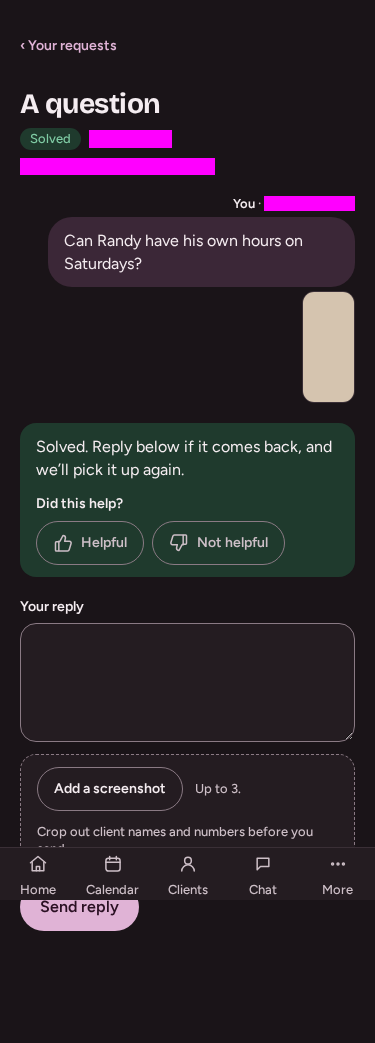 ‹ Your requests
A question
Solved
You ·
Can Randy have his own hours on
Saturdays?
Solved. Reply below if it comes back, and
we’ll pick it up again.
Did this help?
Helpful
Not helpful
Your reply
Add a screenshot
Up to 3.
Crop out client names and numbers before you
Home
Calendar
Clients
Chat
More
Send reply